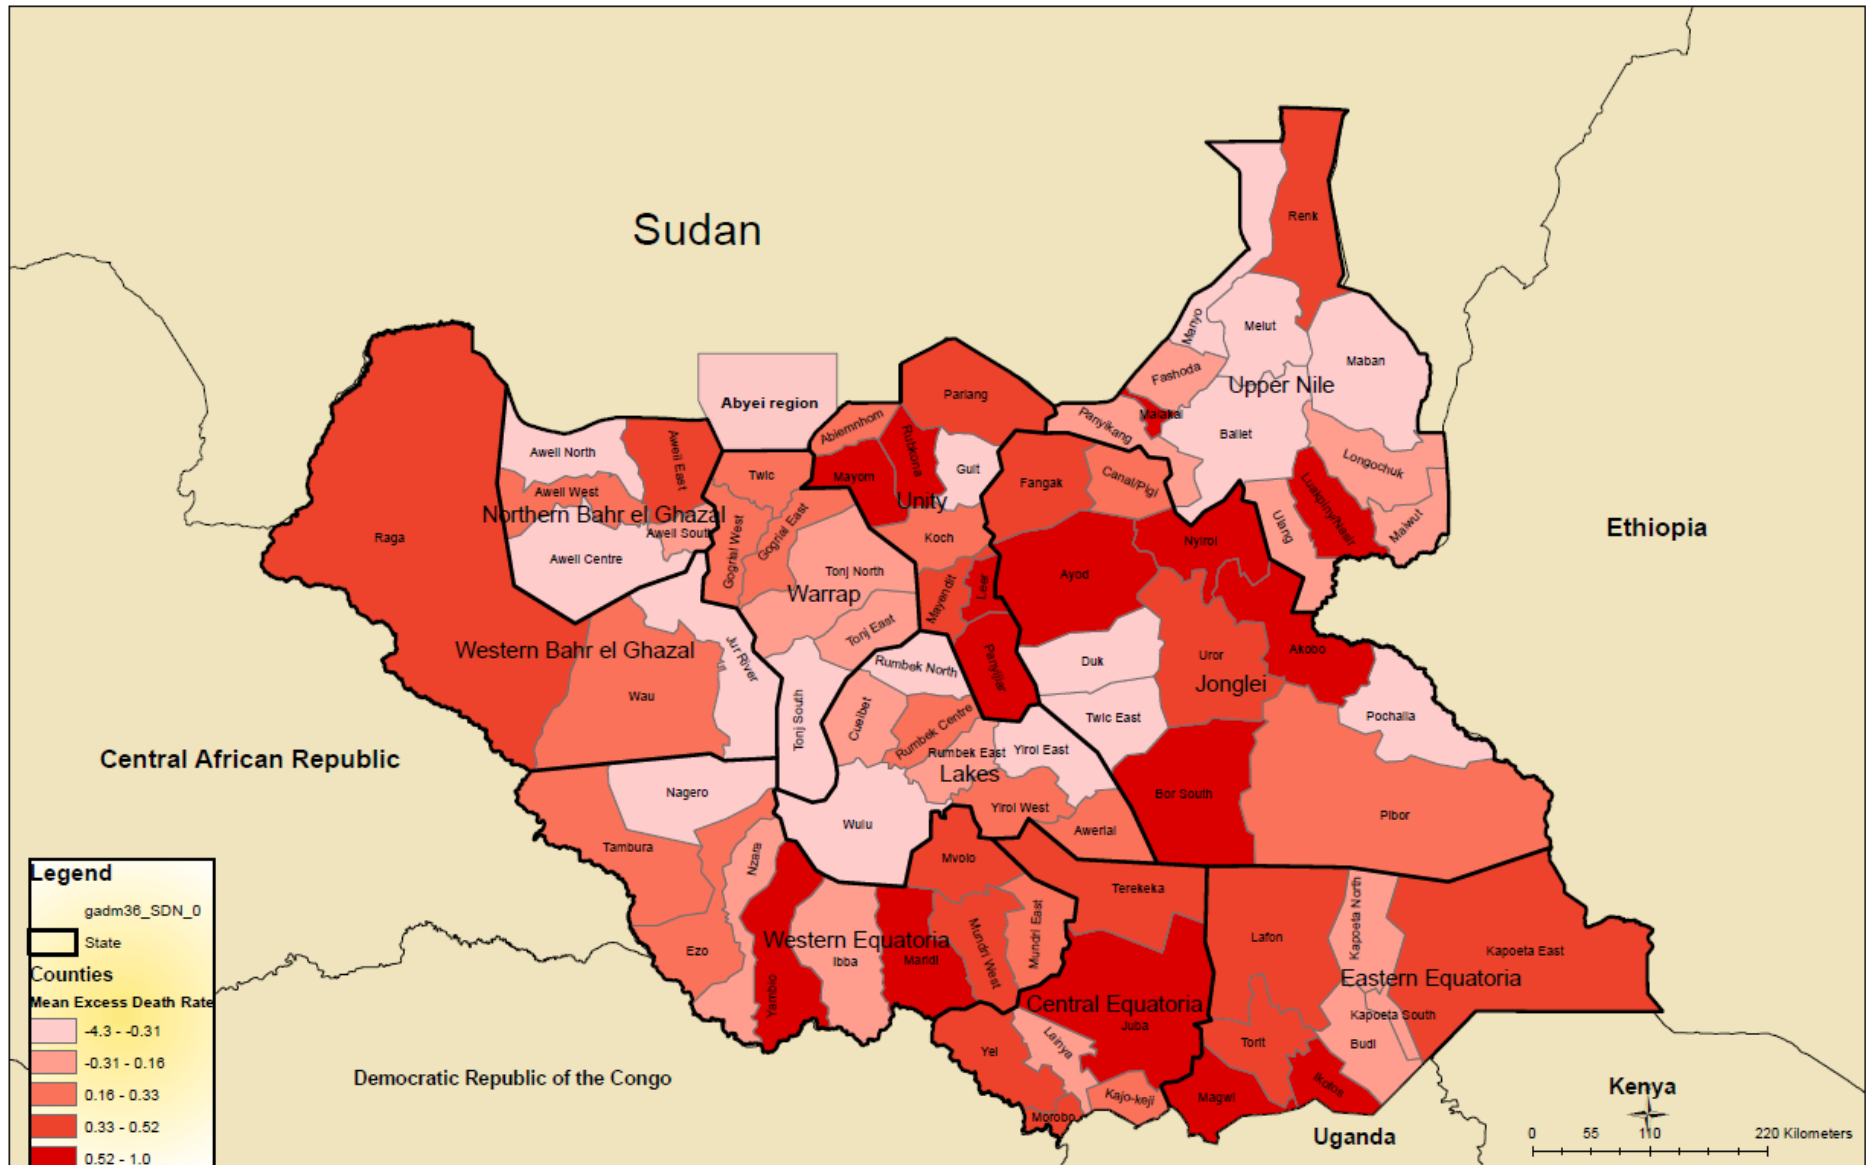 Sudan
Renk
Manyo
Melut
Maban
Fashoda
Upper Nile
Malakal
Panyikang
Ballet
Longochuk
Luakpiny/Nasir
Ulang
Maiwut
Ethiopia
Abyei region
Pariang
Abiemnhom
Rubkona
Mayom
Guit
Unity
Koch
Mayendit
Leer
Panyijiar
Fangak
Canal/Pigi
Nyirol
Ayod
Akobo
Uror
Duk
Jonglei
Twic East
Pochalla
Bor South
Pibor
Awell North
Awell East
Awell West
Northern Bahr el Ghazal
Awell South
Awell Centre
Raga
Twic
Gogrial West
Gogrial East
Tonj North
Warrap
Tonj East
Tonj South
Western Bahr el Ghazal
Jur River
Wau
Rumbek North
Cueibet
Rumbek Centre
Rumbek East
Yirol East
Lakes
Yirol West
Awerial
Wulu
Central African Republic
Nagero
Tambura
Nzara
Ezo
Yambio
Western Equatoria
Ibba
Maridi
Mvolo
Mundri West
Mundri East
Terekeka
Central Equatoria
Juba
Yei
Lainya
Morobo
Kajo-keji
Lafon
Kapoeta North
Kapoeta East
Eastern Equatoria
Kapoeta South
Budi
Torit
Ikotos
Magwi
Democratic Republic of the Congo
Kenya
Uganda
0 55 110 220 Kilometers
Legend
gadm36_SDN_0
State
Counties
Mean Excess Death Rate
-4.3 - -0.31
-0.31 - 0.16
0.16 - 0.33
0.33 - 0.52
0.52 - 1.0